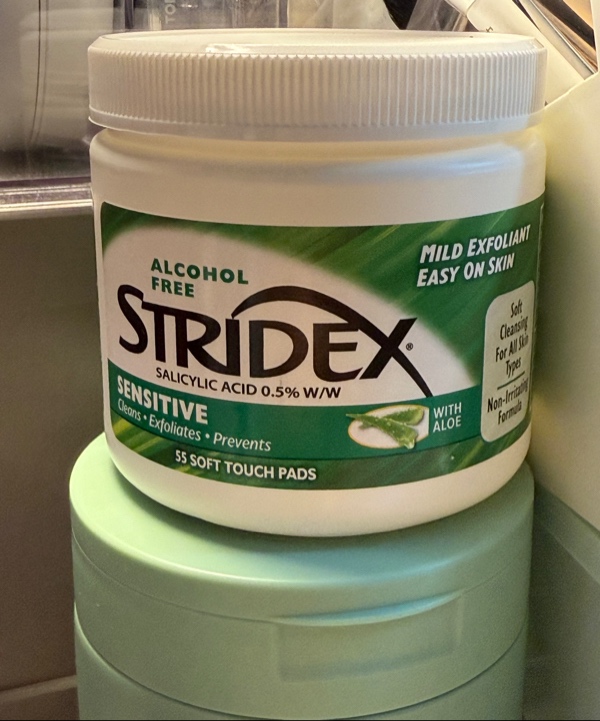 ALCOHOL
FREE
STRIDEX®
SALICYLIC ACID 0.5% W/W
SENSITIVE
Cleans • Exfoliates • Prevents
55 SOFT TOUCH PADS
MILD EXFOLIANT
EASY ON SKIN
Soft
Cleansing
For All Skin
Types
Non-Irritating
Formula
WITH
ALOE